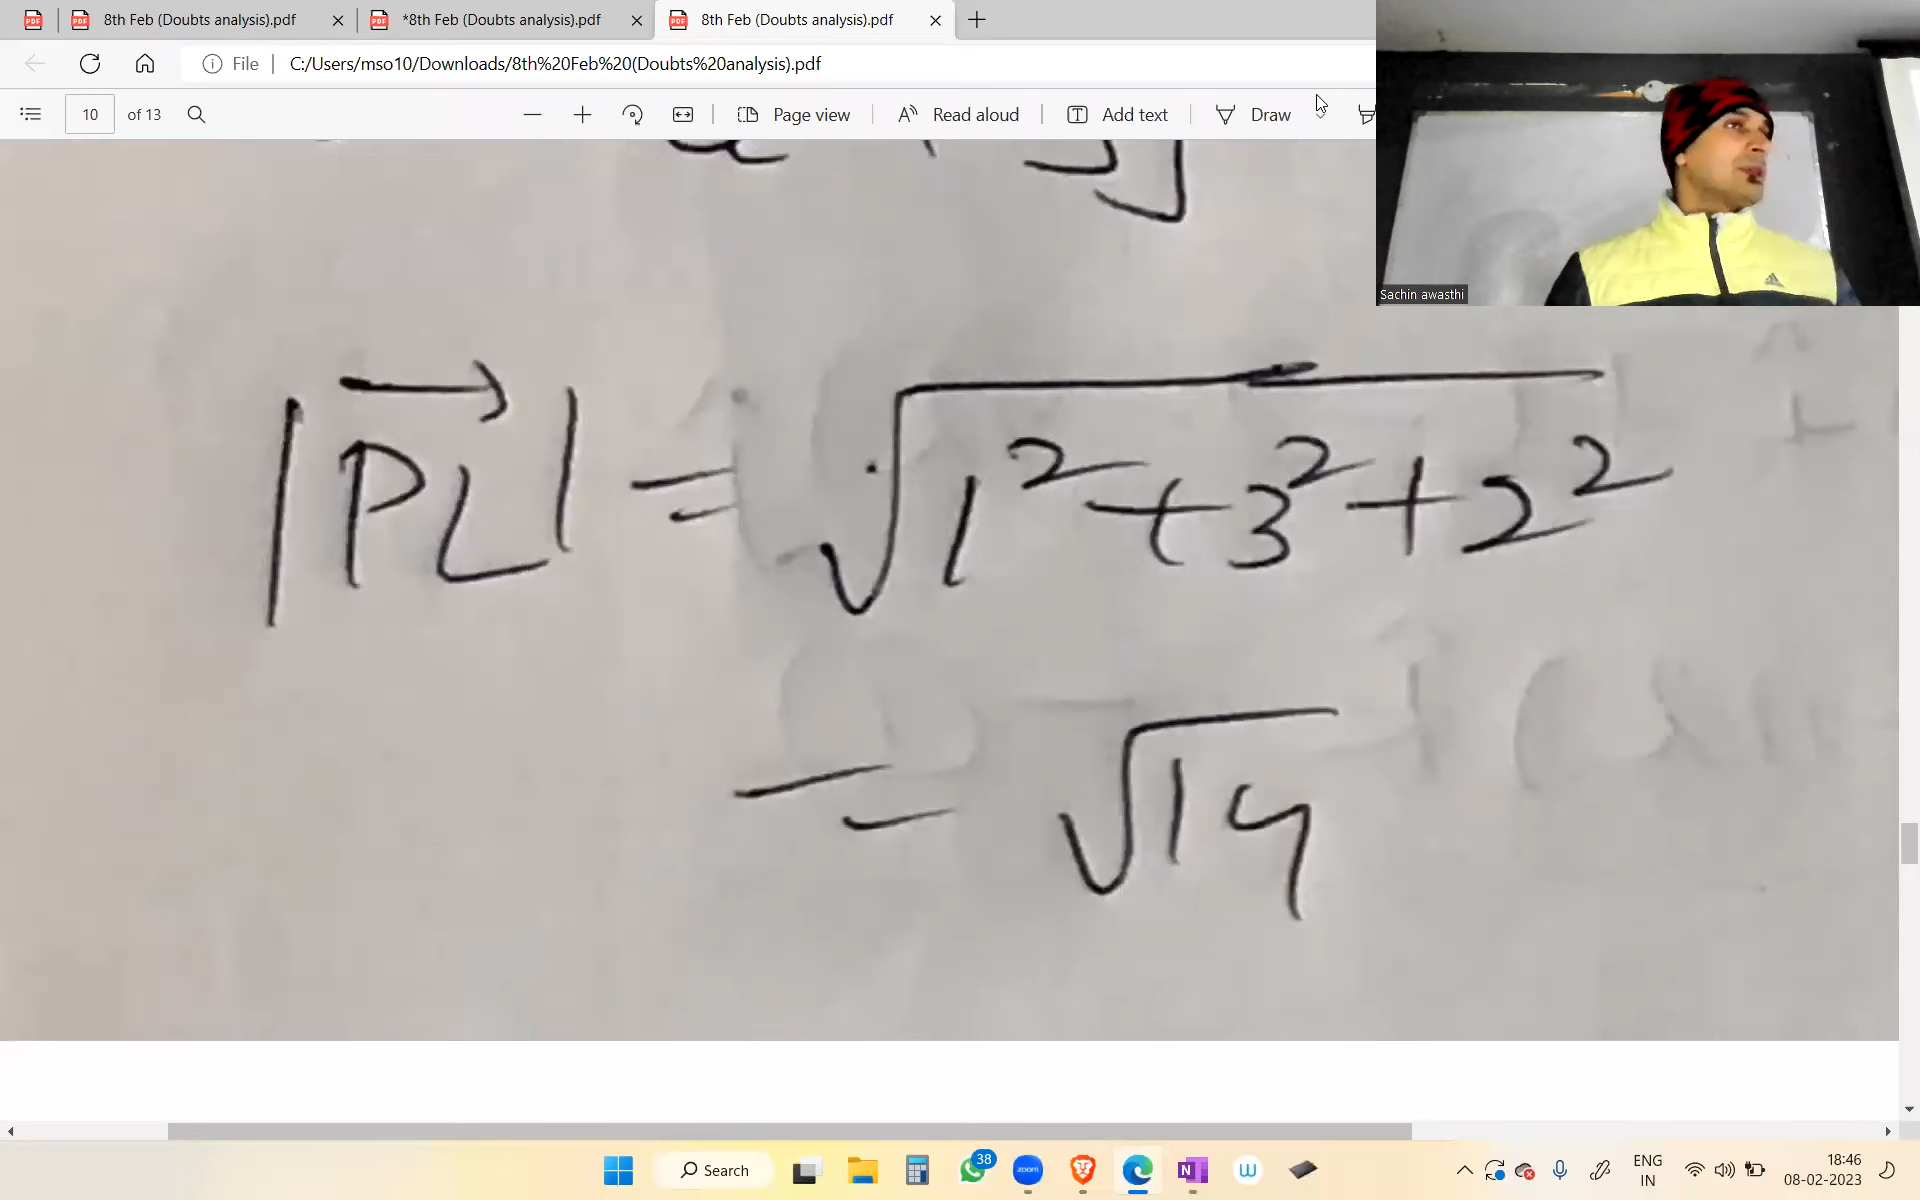 8th Feb (Doubts analysis).pdf
*8th Feb (Doubts analysis).pdf
8th Feb (Doubts analysis).pdf
File
C:/Users/mso10/Downloads/8th%20Feb%20(Doubts%20analysis).pdf
10 of 13
Page view
Read aloud
Add text
Draw
Sachin awasthi
|PL| = √1² + 3² + 2²
= √14
Search
38
zoom
ENG
IN
18:46
08-02-2023